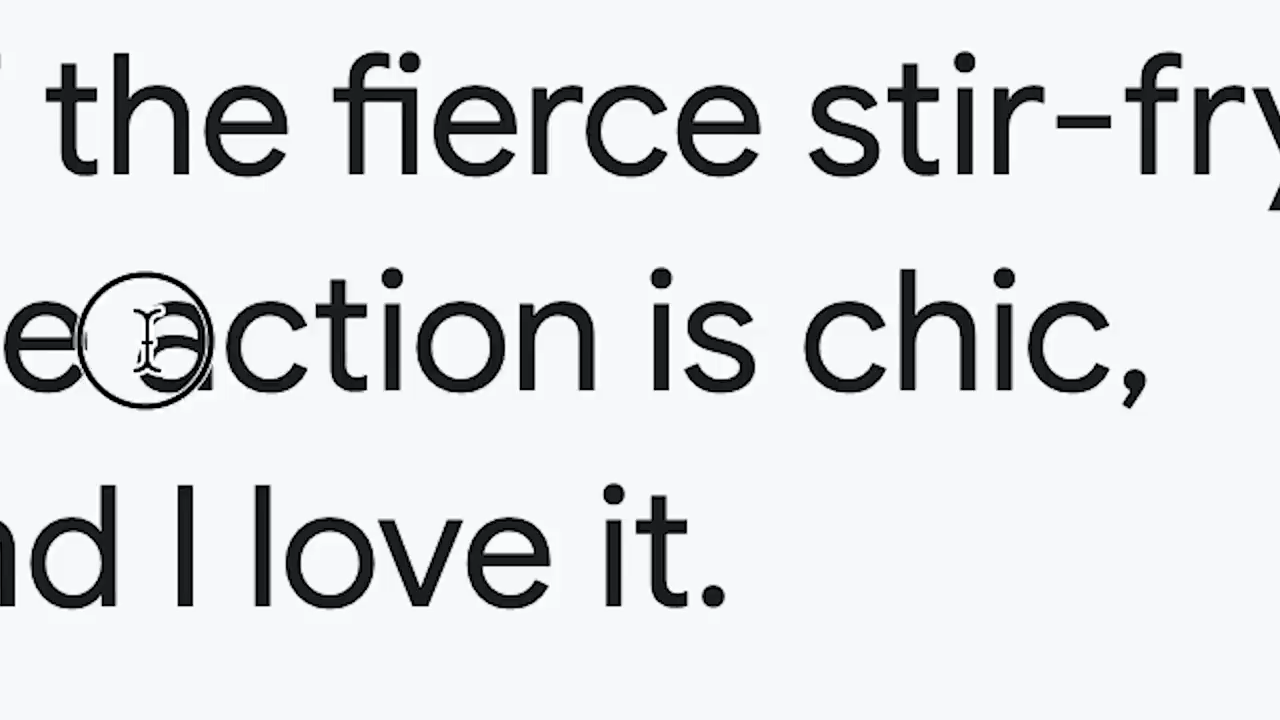 the fierce stir-fry
action is chic,
I love it.